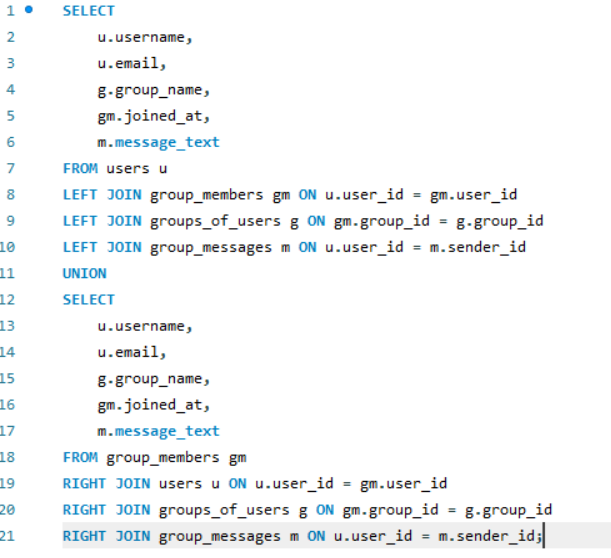 1 SELECT
2 u.username,
3 u.email,
4 g.group_name,
5 gm.joined_at,
6 m.message_text
7 FROM users u
8 LEFT JOIN group_members gm ON u.user_id = gm.user_id
9 LEFT JOIN groups_of_users g ON gm.group_id = g.group_id
10 LEFT JOIN group_messages m ON u.user_id = m.sender_id
11 UNION
12 SELECT
13 u.username,
14 u.email,
15 g.group_name,
16 gm.joined_at,
17 m.message_text
18 FROM group_members gm
19 RIGHT JOIN users u ON u.user_id = gm.user_id
20 RIGHT JOIN groups_of_users g ON gm.group_id = g.group_id
21 RIGHT JOIN group_messages m ON u.user_id = m.sender_id;